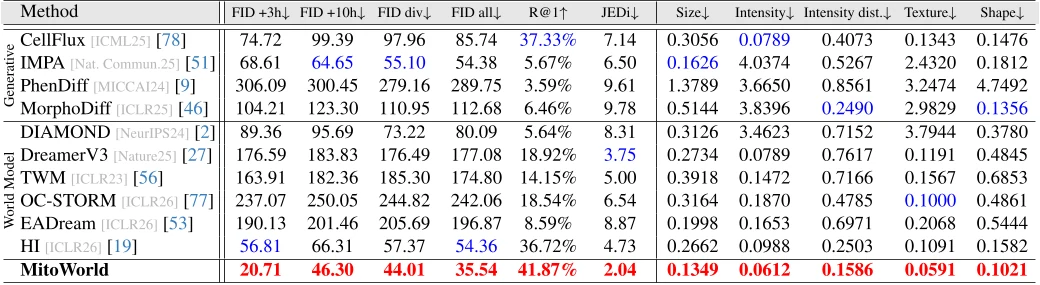 Method FID +3h↓ FID +10h↓ FID div.↓ FID all↓ R@1↑ JEDi↓ Size↓ Intensity↓ Intensity dist.↓ Texture↓ Shape↓
Generative
CellFlux [ICML25] [78] 74.72 99.39 97.96 85.74 37.33% 7.14 0.3056 0.0789 0.4073 0.1343 0.1476
IMPA [Nat. Commun.25] [51] 68.61 64.65 55.10 54.38 5.67% 6.50 0.1626 4.0374 0.5267 2.4320 0.1812
PhenDiff [MICCAI24] [9] 306.09 300.45 279.16 289.75 3.59% 9.61 1.3789 3.6650 0.8561 3.2474 4.7492
MorphoDiff [ICLR25] [46] 104.21 123.30 110.95 112.68 6.46% 9.78 0.5144 3.8396 0.2490 2.9829 0.1356
World Model
DIAMOND [NeurIPS24] [2] 89.36 95.69 73.22 80.09 5.64% 8.31 0.3126 3.4623 0.7152 3.7944 0.3780
DreamerV3 [Nature25] [27] 176.59 183.83 176.49 177.08 18.92% 3.75 0.2734 0.0789 0.7617 0.1191 0.4845
TWM [ICLR23] [56] 163.91 182.36 185.30 174.80 14.15% 5.00 0.3918 0.1472 0.7166 0.1567 0.6853
OC-STORM [ICLR26] [77] 237.07 250.05 244.82 242.06 18.54% 6.54 0.3164 0.1870 0.4785 0.1000 0.4861
EADream [ICLR26] [53] 190.13 201.46 205.69 196.87 8.59% 8.87 0.1998 0.1653 0.6971 0.2068 0.5444
HI [ICLR26] [19] 56.81 66.31 57.37 54.36 36.72% 4.73 0.2662 0.0988 0.2503 0.1091 0.1582
MitoWorld 20.71 46.30 44.01 35.54 41.87% 2.04 0.1349 0.0612 0.1586 0.0591 0.1021